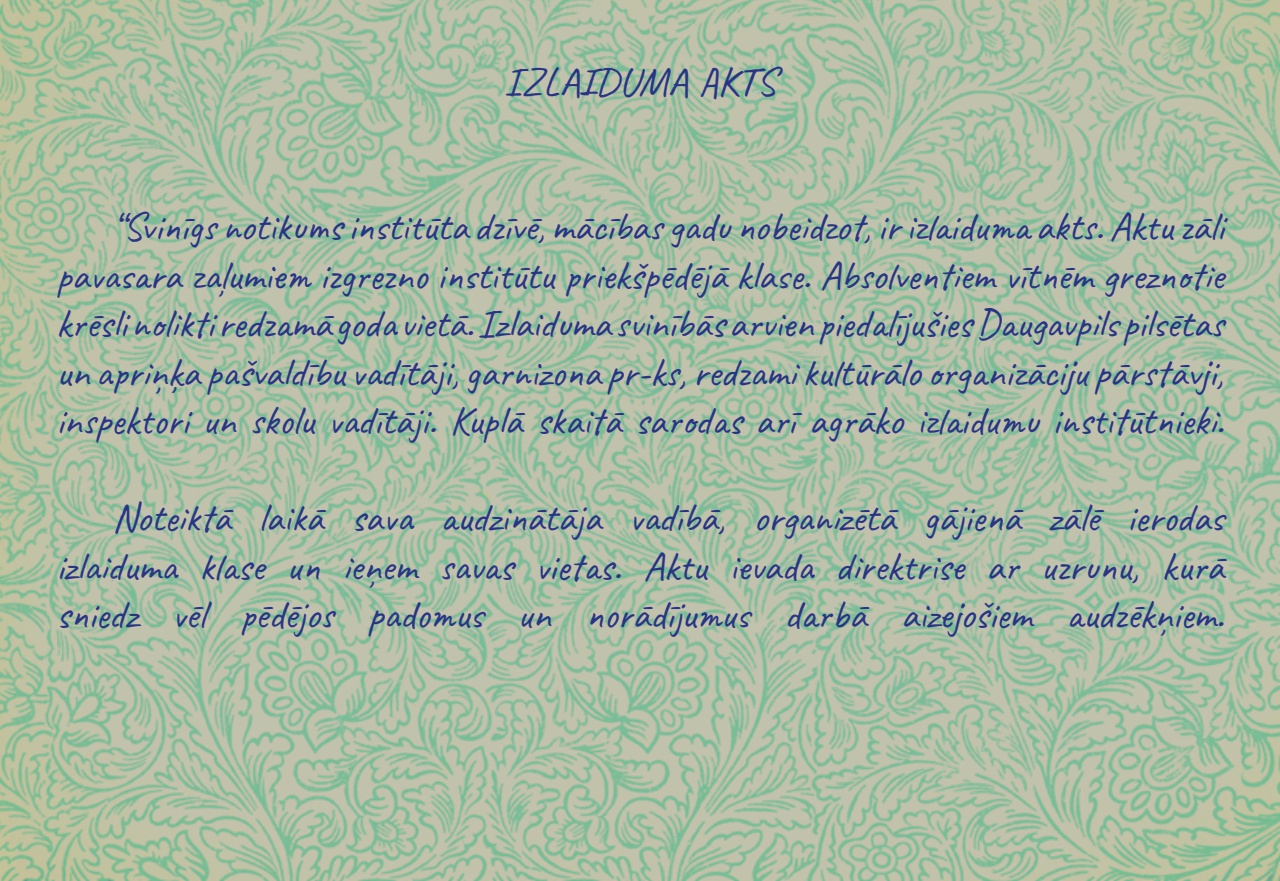 IZLAIDUMA AKTS
“Svinīgs notikums institūta dzīvē, mācības gadu nobeidzot, ir izlaiduma akts. Aktu zāli
pavasara zaļumiem izgrezno institūtu priekšpēdējā klase. Absolventiem vītnēm greznotie
krēsli nolikti redzamā goda vietā. Izlaiduma svinībās arvien piedalījušies Daugavpils pilsētas
un apriņķa pašvaldību vadītāji, garnizona pr-ks, redzami kultūrālo organizāciju pārstāvji,
inspektori un skolu vadītāji. Kuplā skaitā sarodas arī agrāko izlaidumu institūtnieki.
Noteiktā laikā sava audzinātāja vadībā, organizētā gājienā zālē ierodas
izlaiduma klase un ieņem savas vietas. Aktu ievada direktrise ar uzrunu, kurā
sniedz vēl pēdējos padomus un norādījumus darbā aizejošiem audzēkņiem.